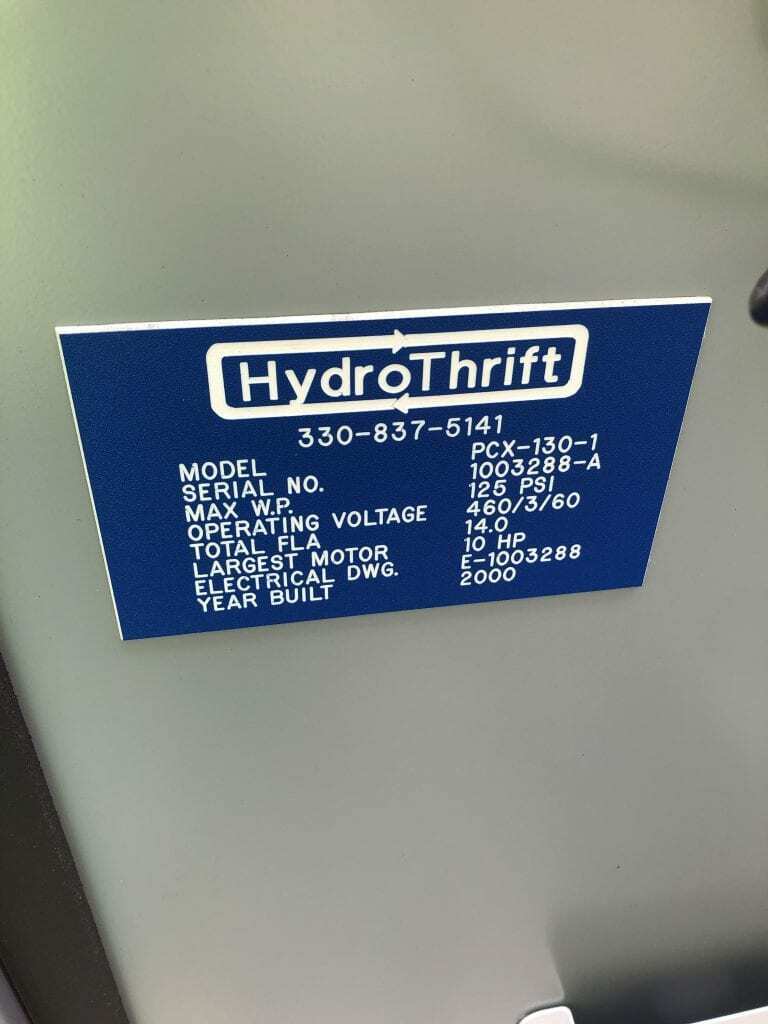 HydroThrift
330-837-5141
MODEL PCX-130-1
SERIAL NO. 1003288-A
MAX W.P. 125 PSI
OPERATING VOLTAGE 460/3/60
TOTAL FLA 14.0
LARGEST MOTOR 10 HP
ELECTRICAL DWG. E-1003288
YEAR BUILT 2000